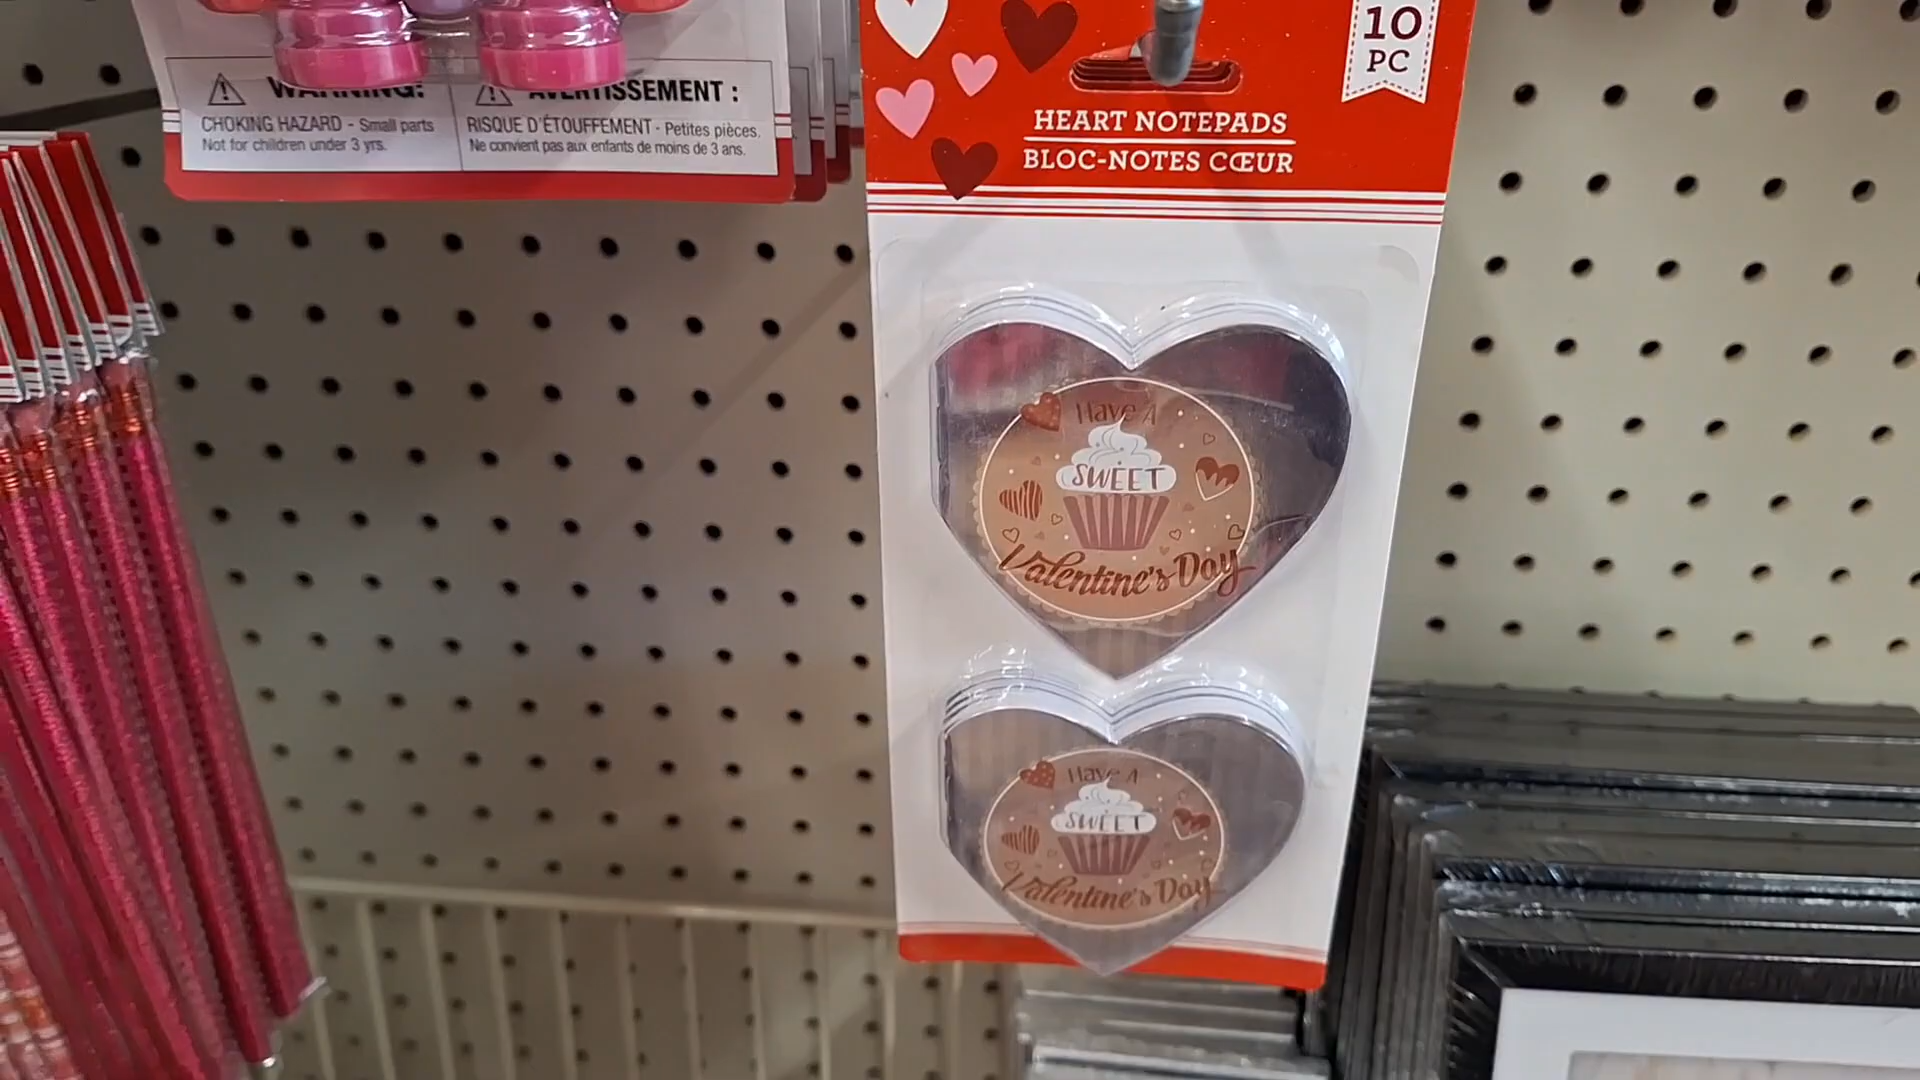 WARNING:
CHOKING HAZARD - Small parts
Not for children under 3 yrs.
AVERTISSEMENT :
RISQUE D'ÉTOUFFEMENT - Petites pièces.
Ne convient pas aux enfants de moins de 3 ans.
10
PC
HEART NOTEPADS
BLOC-NOTES CŒUR
Have A
SWEET
Valentine's Day
Have A
SWEET
Valentine's Day